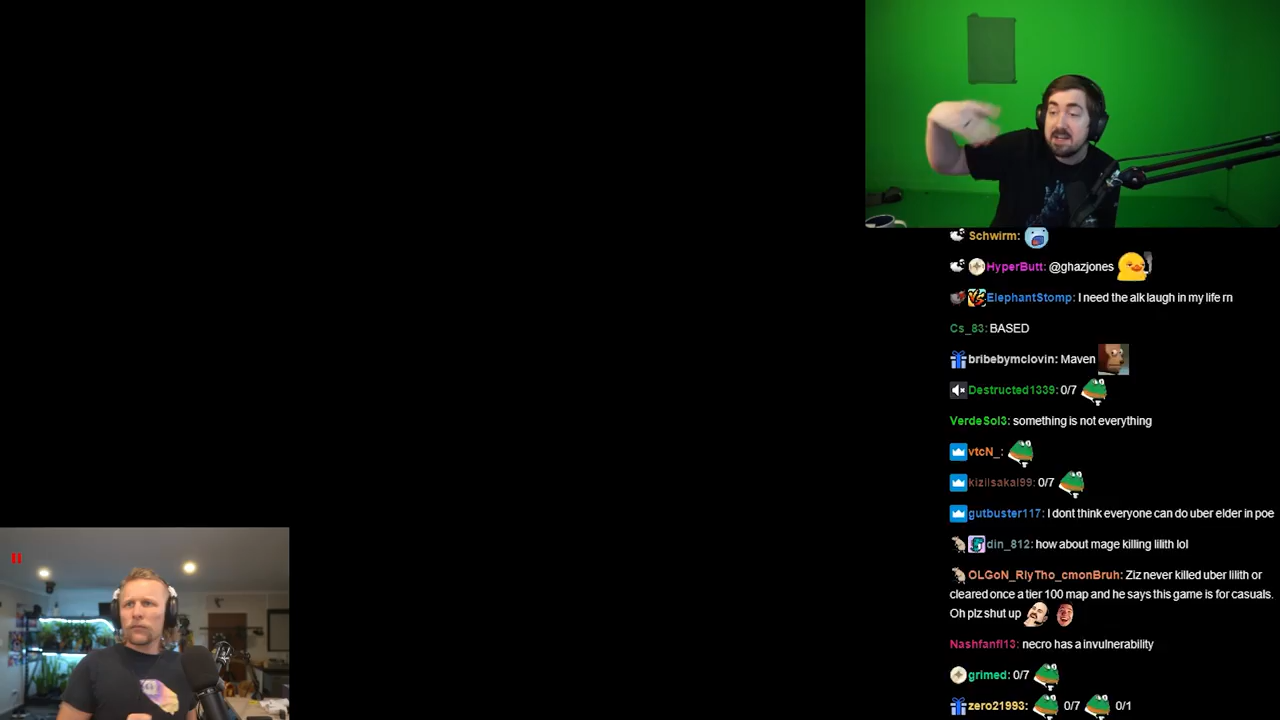 Schwirm:
HyperButt: @ghazjones
ElephantStomp: I need the alk laugh in my life rn
Cs_83: BASED
bribebymclovin: Maven
Destructed1339: 0/7
VerdeSol3: something is not everything
vtcN_:
kizilsakal99: 0/7
gutbuster117: I dont think everyone can do uber elder in poe
din_812: how about mage killing lilith lol
OLGoN_RlyTho_cmonBruh: Ziz never killed uber lilith or
cleared once a tier 100 map and he says this game is for casuals.
Oh plz shut up
Nashfanfl13: necro has a invulnerability
grimed: 0/7
zero21993: 0/7 0/1